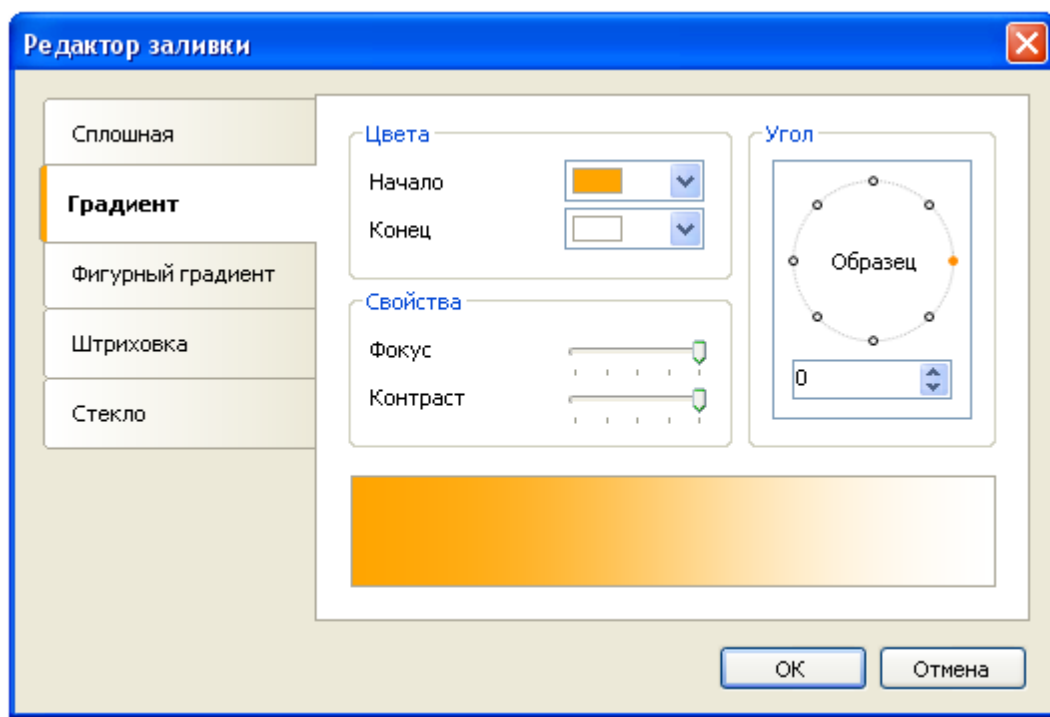 Редактор заливки
Сплошная
Градиент
Фигурный градиент
Штриховка
Стекло
Цвета
Начало
Конец
Свойства
Фокус
Контраст
Угол
Образец
0
OK
Отмена